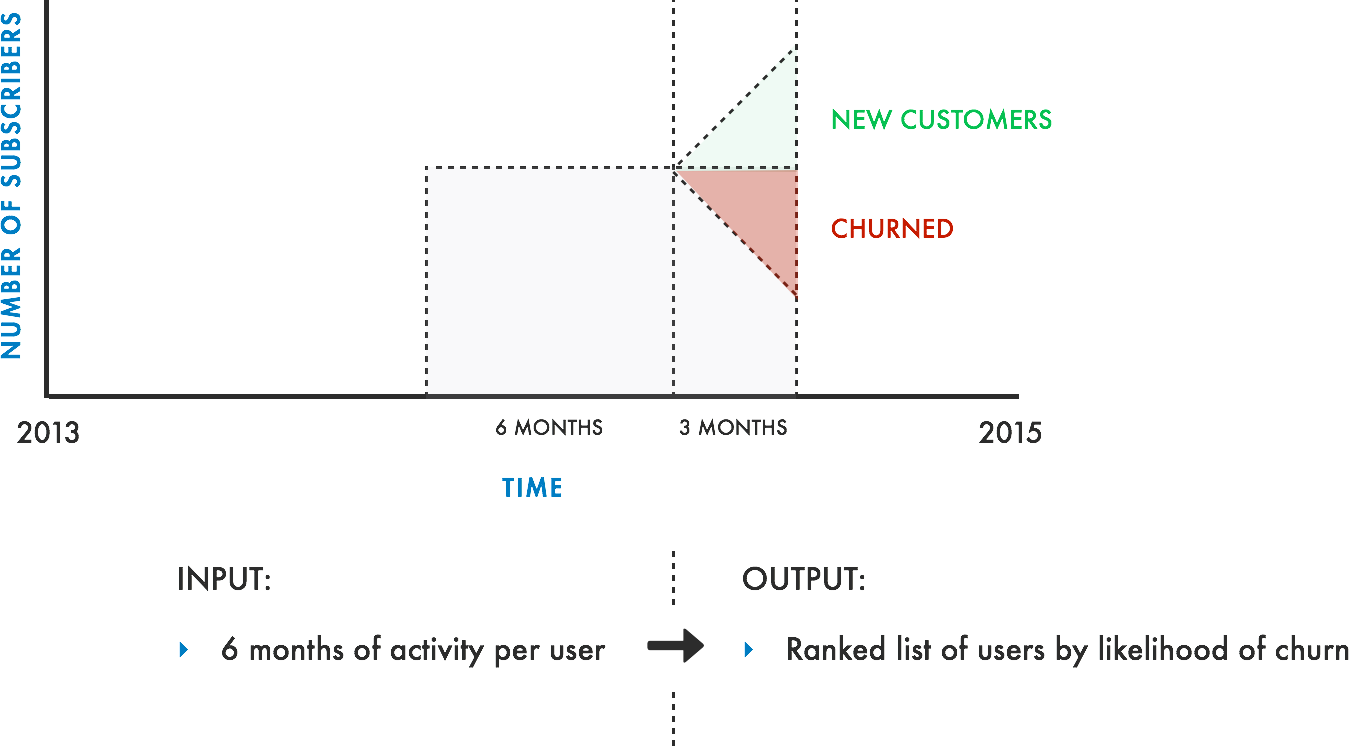 NUMBER OF SUBSCRIBERS
NEW CUSTOMERS
CHURNED
2013
6 MONTHS
3 MONTHS
2015
TIME
INPUT:
OUTPUT:
6 months of activity per user
Ranked list of users by likelihood of churn